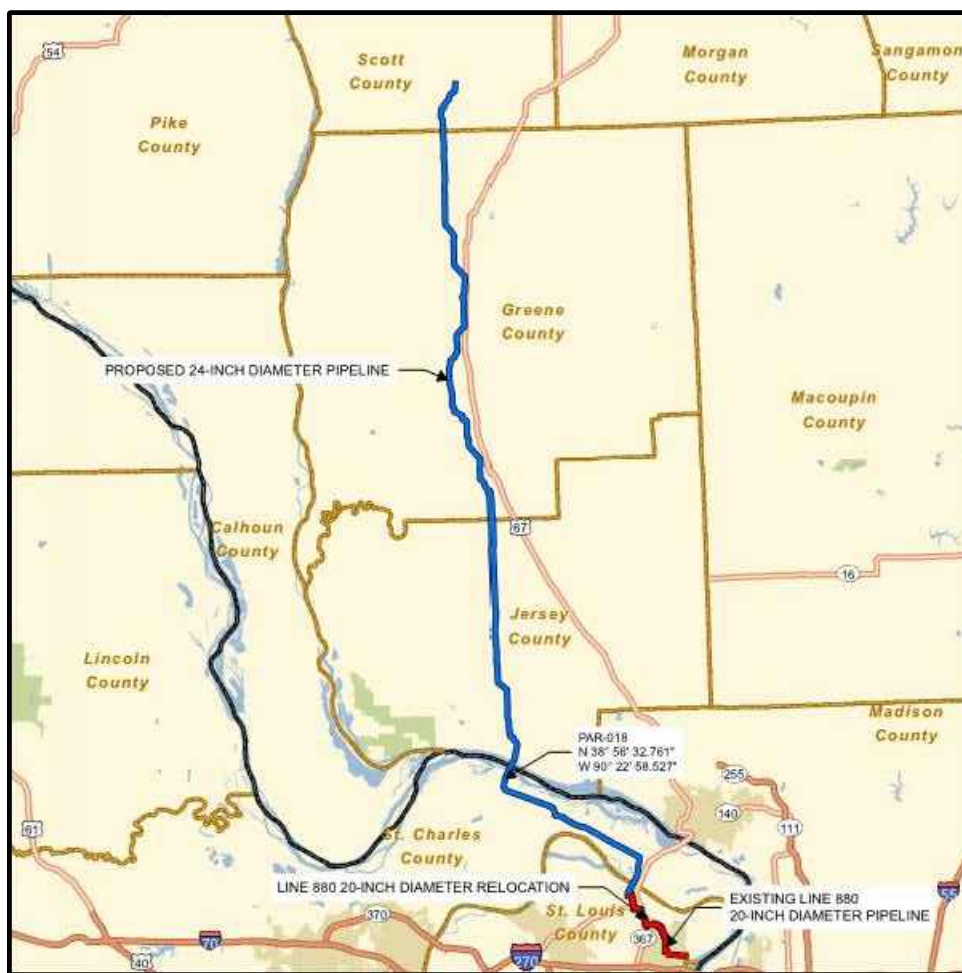 54
Scott
County
Morgan
County
Sangamon
County
Pike
County
Greene
County
PROPOSED 24-INCH DIAMETER PIPELINE
Macoupin
County
67
Calhoun
County
16
Jersey
County
Lincoln
County
Madison
County
PAR-018
N 38° 56' 32.761"
W 90° 22' 58.527"
255
140
111
61
St. Charles
County
LINE 880 20-INCH DIAMETER RELOCATION
EXISTING LINE 880
20-INCH DIAMETER PIPELINE
55
St. Louis
County
370
367
70
270
40